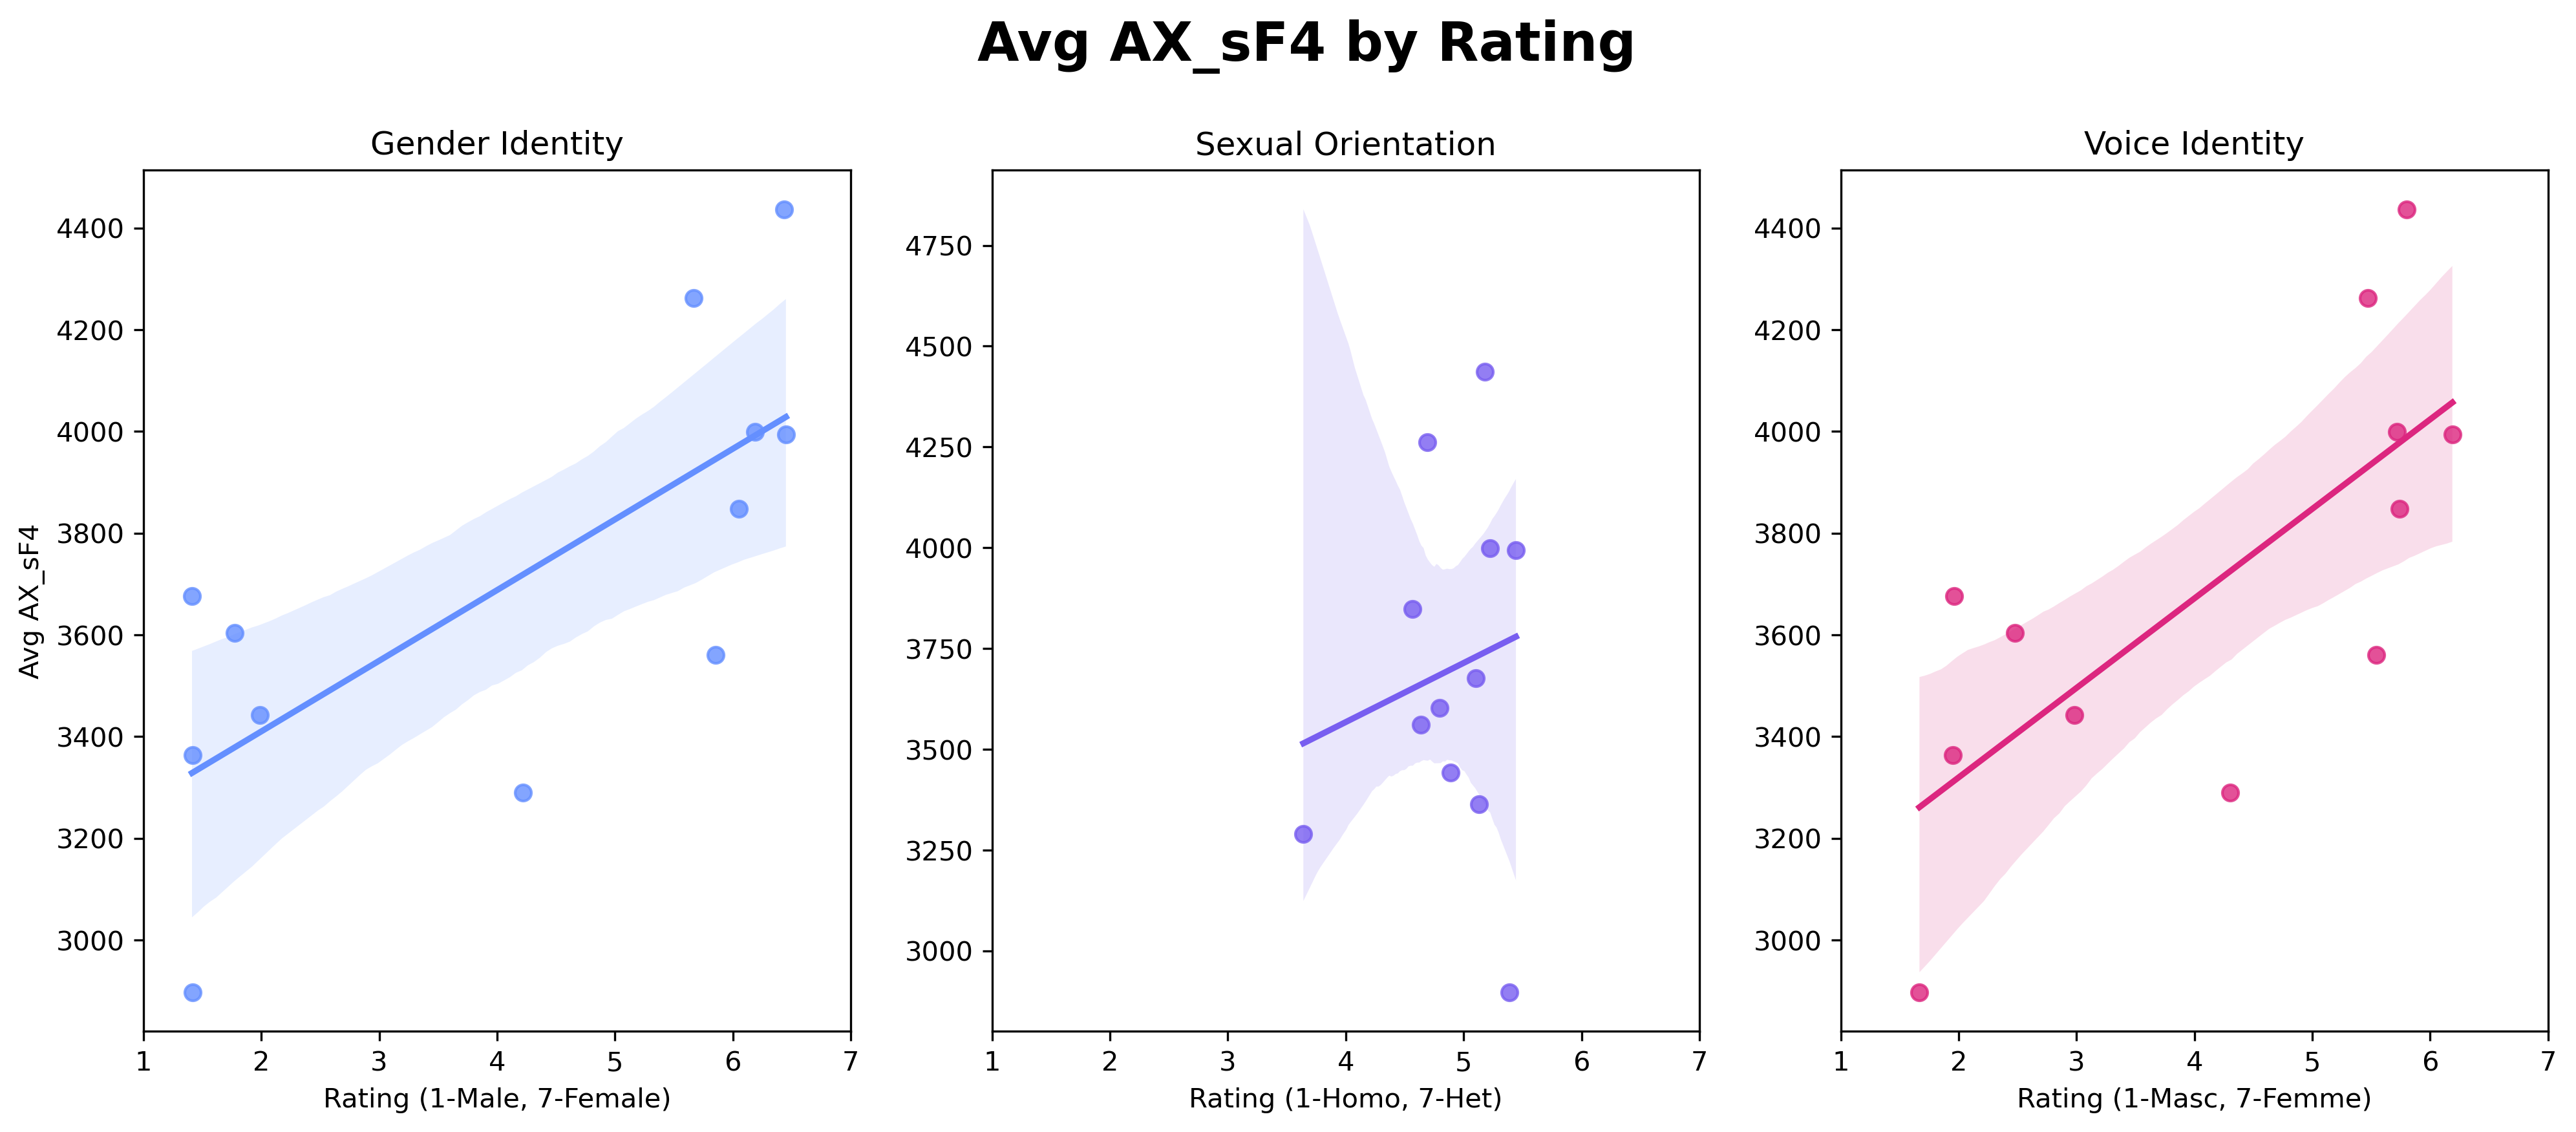 Avg AX_sF4 by Rating
Gender Identity
Avg AX_sF4
4400
4200
4000
3800
3600
3400
3200
3000
1 2 3 4 5 6 7
Rating (1-Male, 7-Female)
Sexual Orientation
4750
4500
4250
4000
3750
3500
3250
3000
1 2 3 4 5 6 7
Rating (1-Homo, 7-Het)
Voice Identity
4400
4200
4000
3800
3600
3400
3200
3000
1 2 3 4 5 6 7
Rating (1-Masc, 7-Femme)